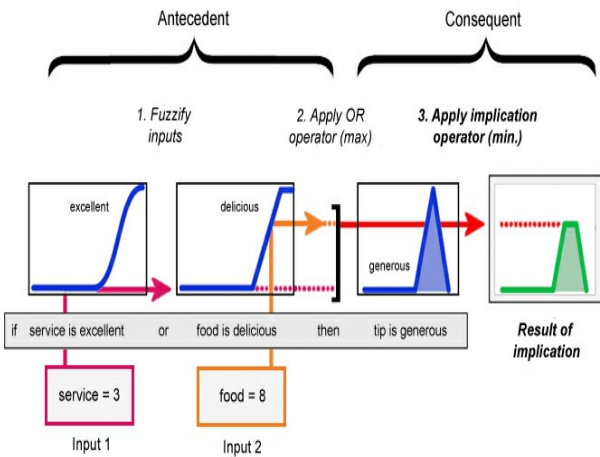 Antecedent
Consequent
1. Fuzzify
inputs
2. Apply OR
operator (max)
3. Apply implication
operator (min.)
excellent
delicious
generous
if service is excellent or food is delicious then tip is generous
Result of
implication
service = 3
food = 8
Input 1
Input 2